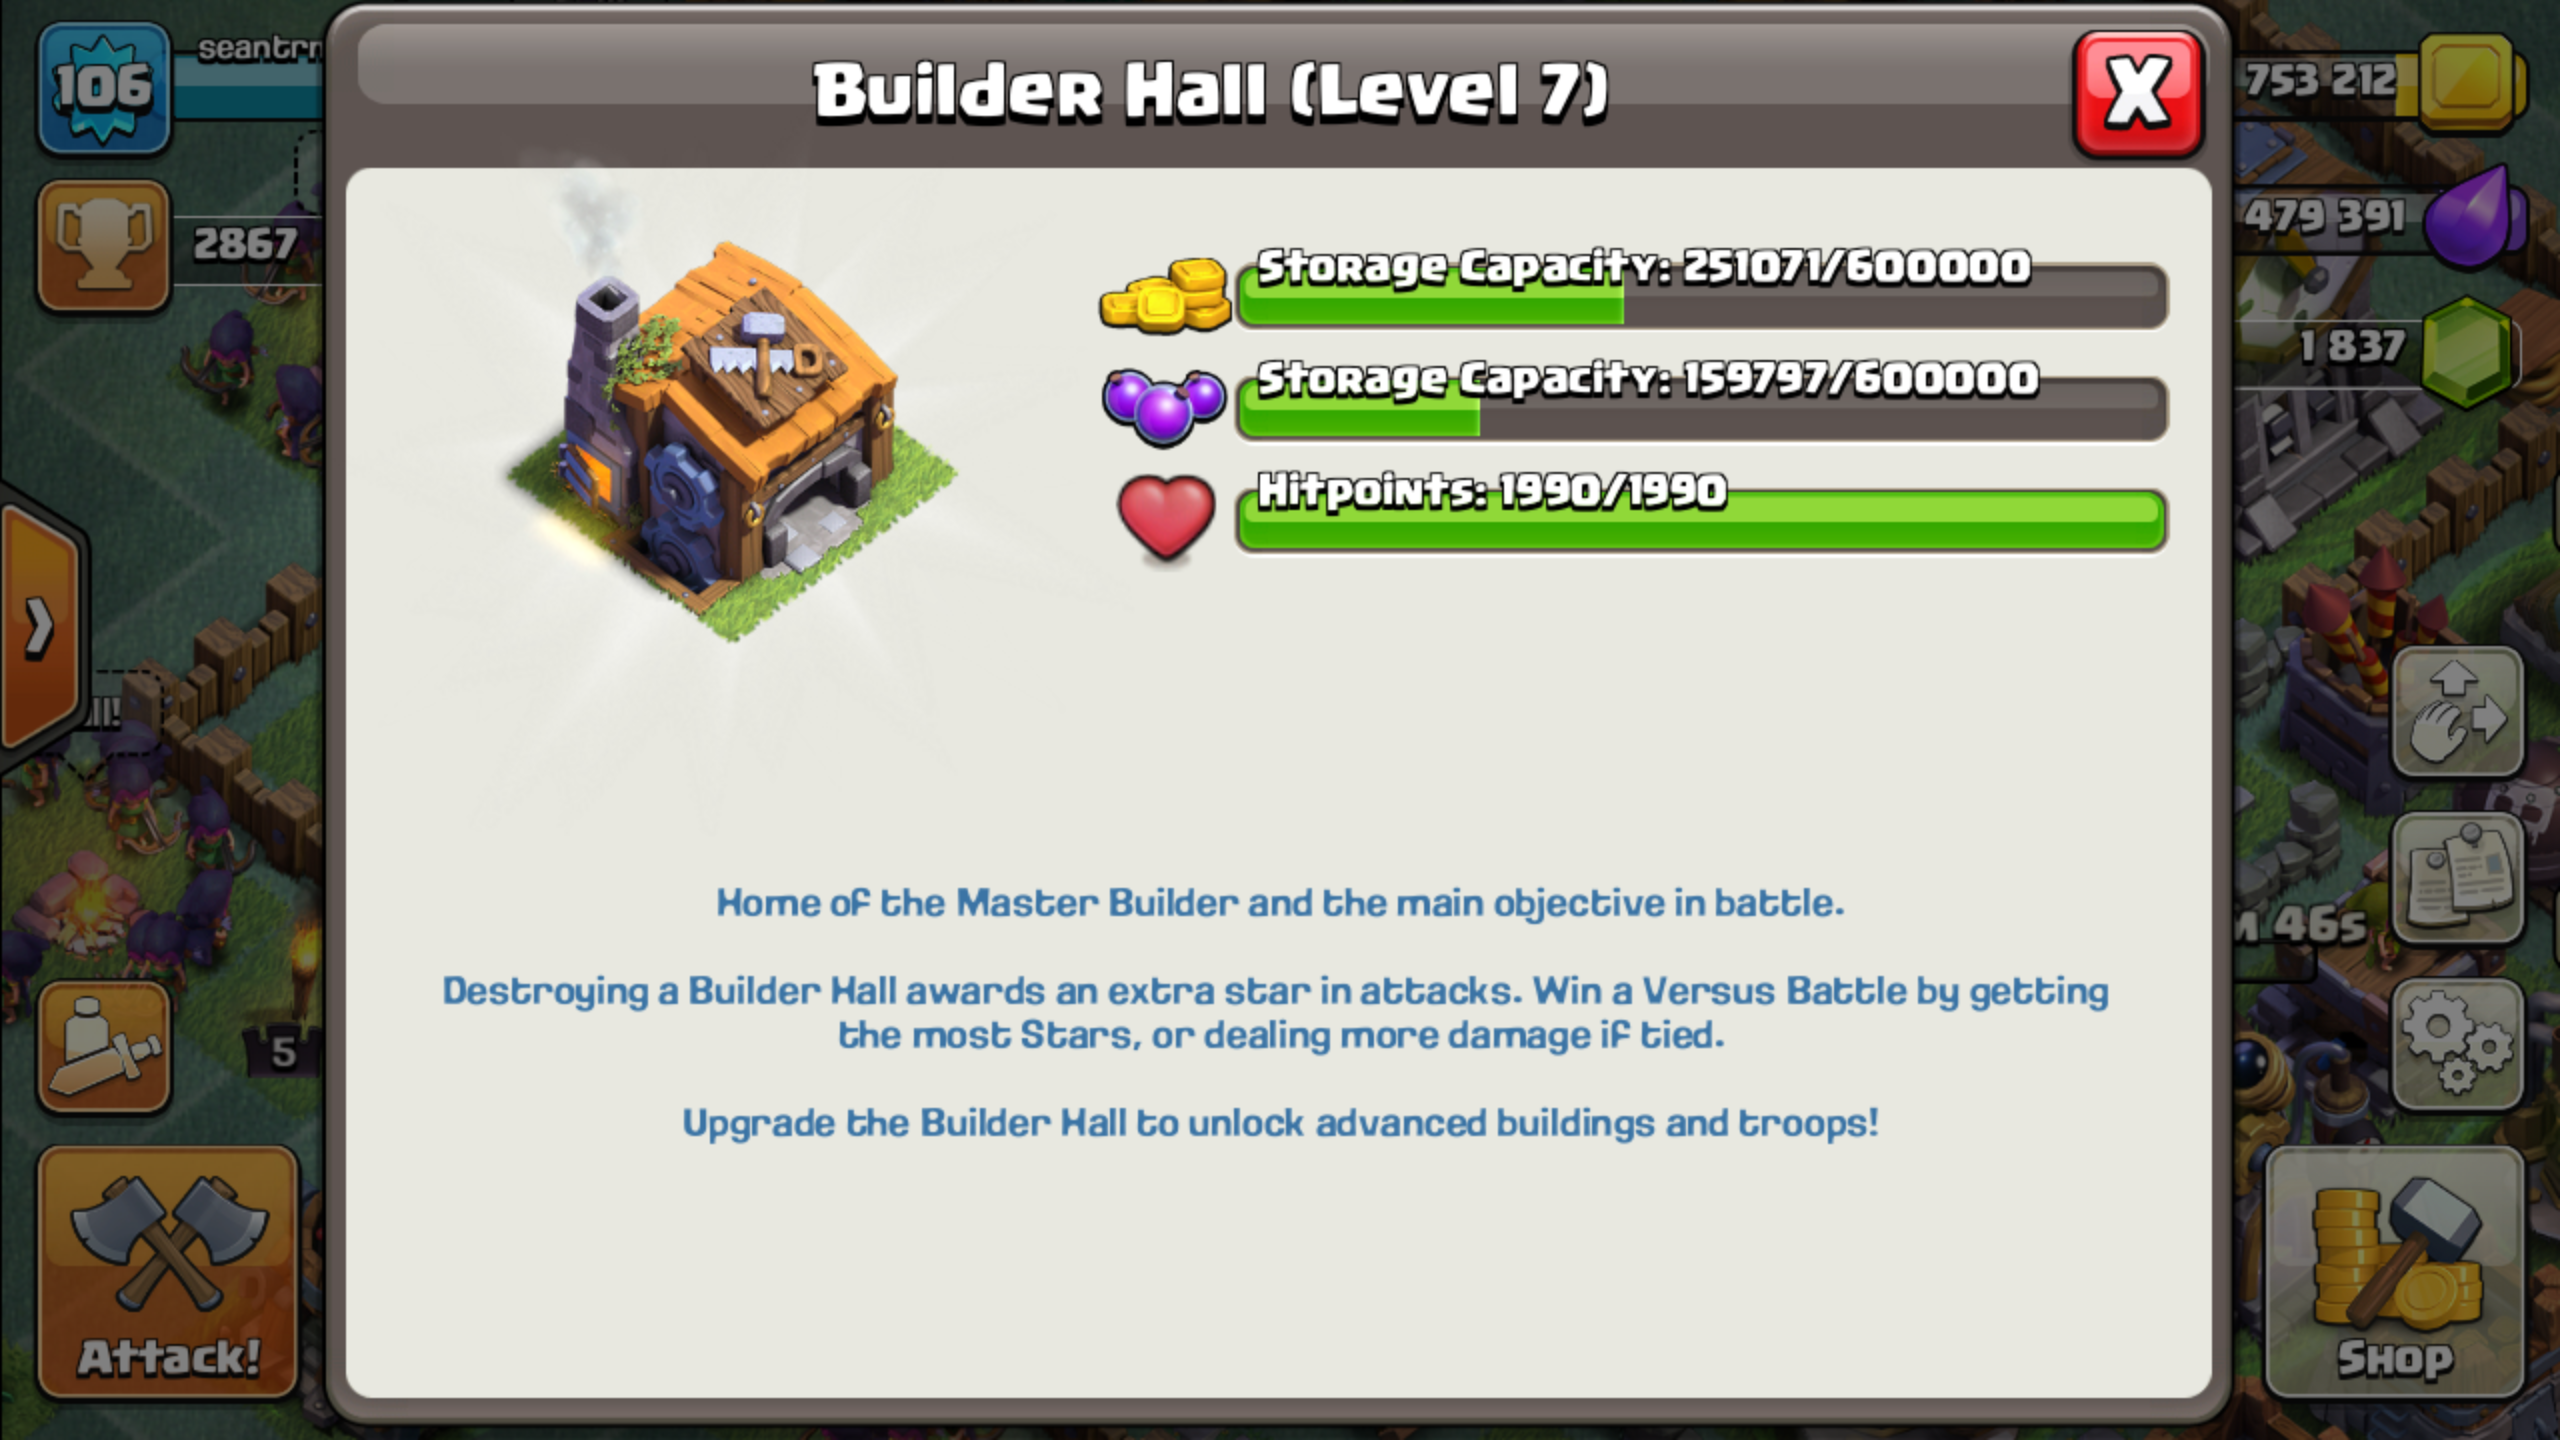 106
seantrn
Builder Hall (Level 7)
X
753 212
2867
479 391
1 837
Storage Capacity: 251071/600000
Storage Capacity: 159797/600000
Hitpoints: 1990/1990
ll!
Home of the Master Builder and the main objective in battle.
46s
Destroying a Builder Hall awards an extra star in attacks. Win a Versus Battle by getting
the most Stars, or dealing more damage if tied.
5
Upgrade the Builder Hall to unlock advanced buildings and troops!
Attack!
Shop